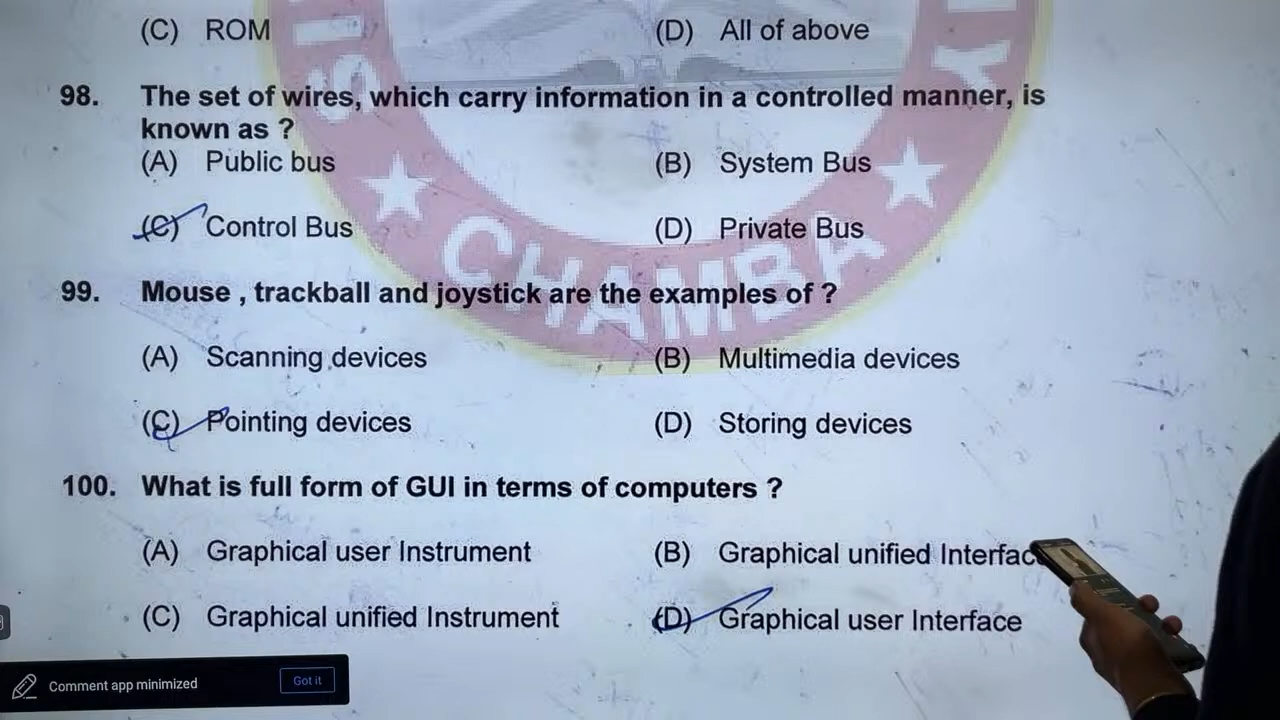 (C) ROM (D) All of above
98. The set of wires, which carry information in a controlled manner, is
known as ?
(A) Public bus (B) System Bus
(C) Control Bus (D) Private Bus
CHAMBA
99. Mouse , trackball and joystick are the examples of ?
(A) Scanning devices (B) Multimedia devices
(C) Pointing devices (D) Storing devices
100. What is full form of GUI in terms of computers ?
(A) Graphical user Instrument (B) Graphical unified Interfac
(C) Graphical unified Instrument (D) Graphical user Interface
Comment app minimized Got it